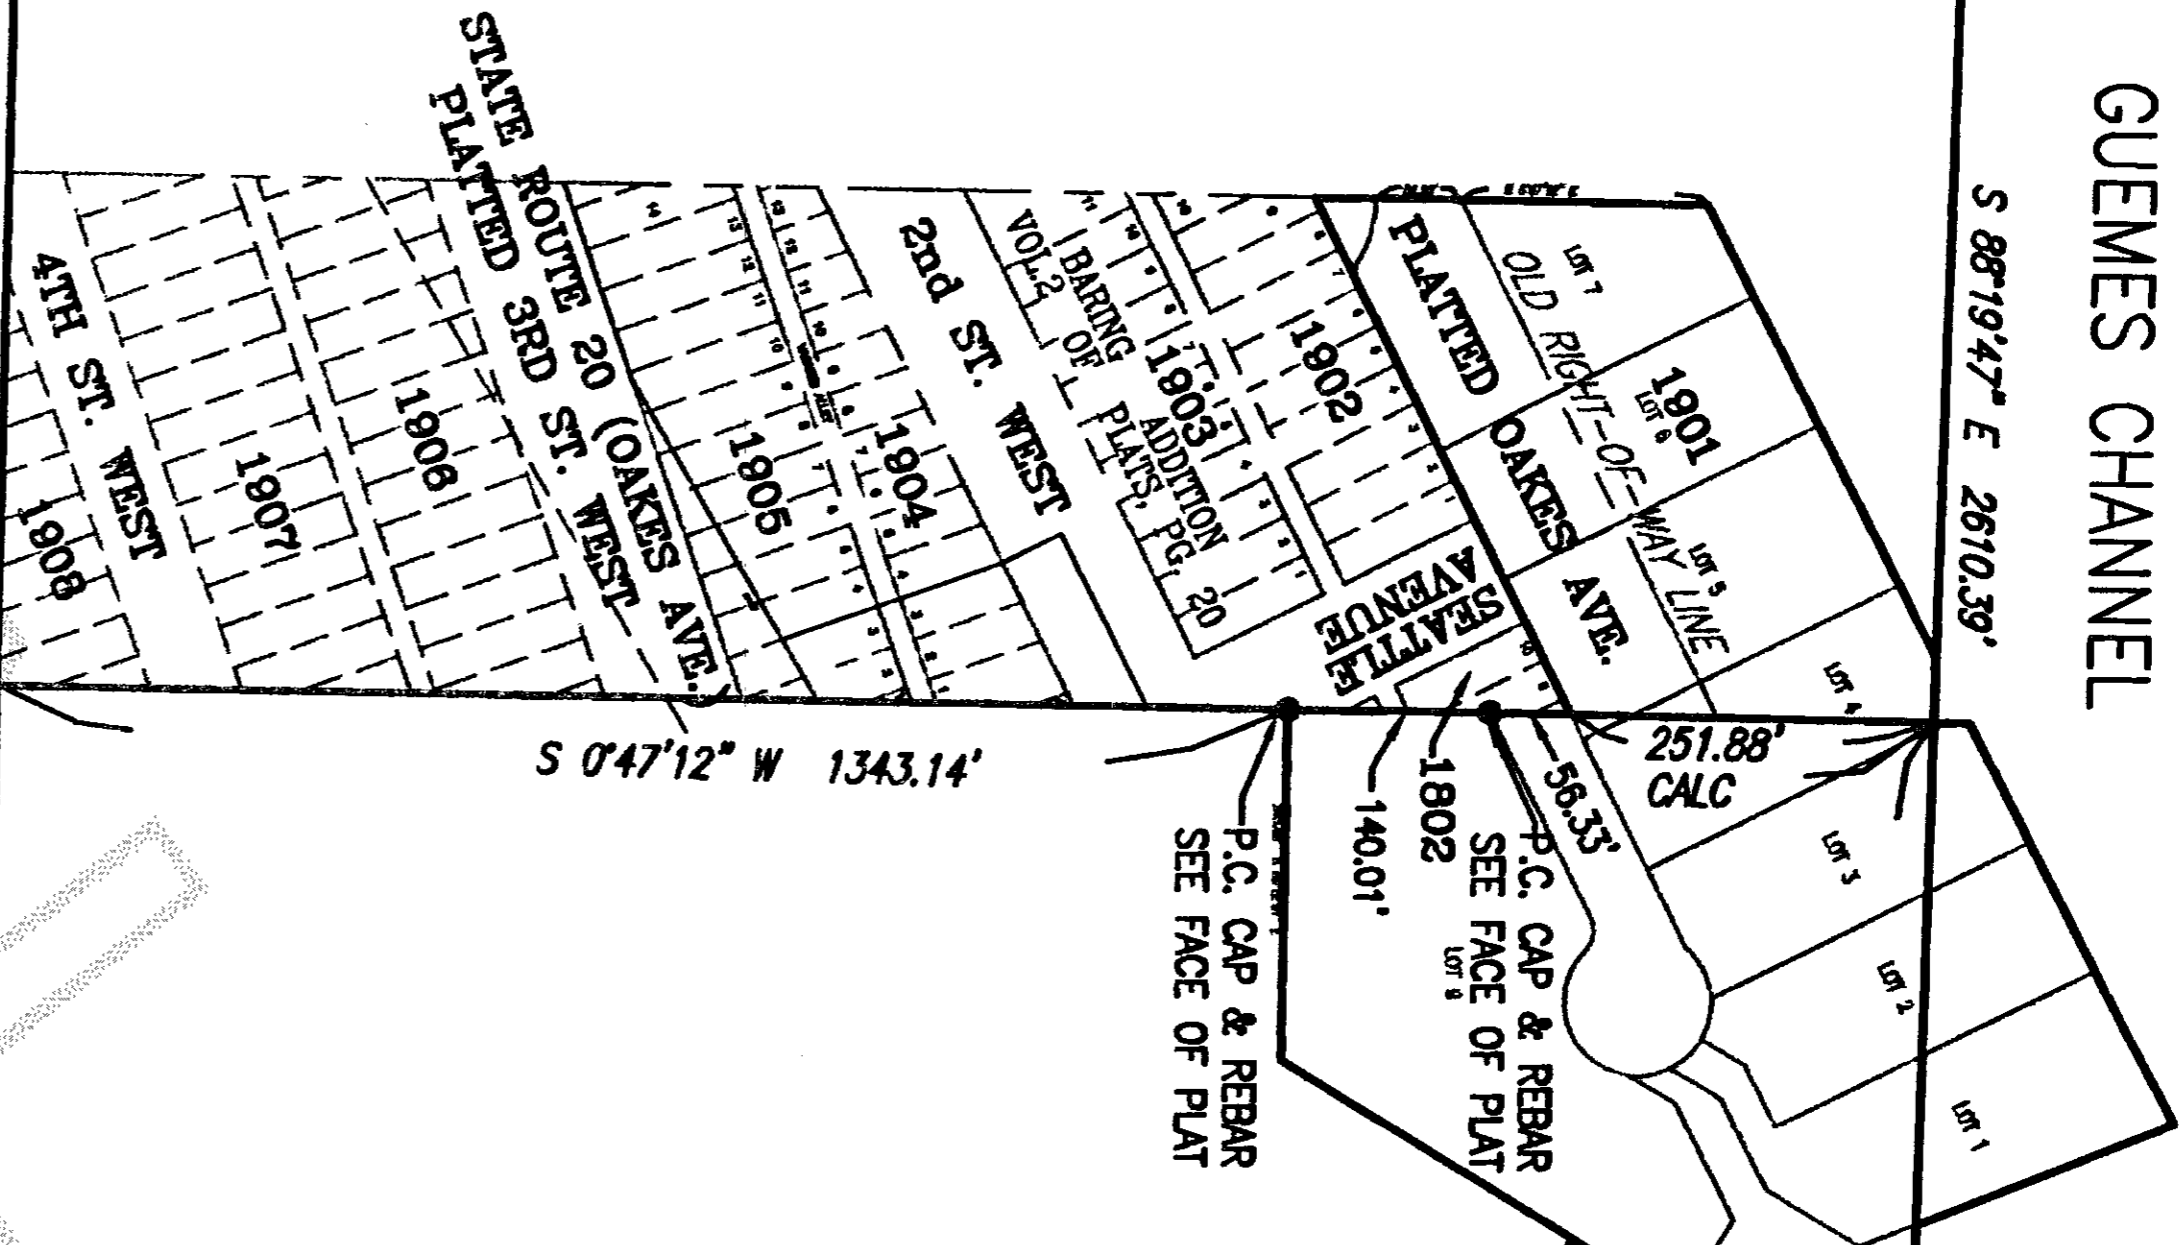 GUEMES CHANNEL
S 88°19'47" E 2610.39'
LOT 7
1901
LOT 6
LOT 5
LOT 4
LOT 3
LOT 2
LOT 1
OLD RIGHT-OF-WAY LINE
PLATTED OAKES AVE.
251.88'
CALC
56.33'
P.C. CAP & REBAR
SEE FACE OF PLAT
LOT 8
1802
140.01'
P.C. CAP & REBAR
SEE FACE OF PLAT
1902
SEATTLE
AVENUE
1903
BARING ADDITION
VOL.2 OF PLATS, PG. 20
2nd ST. WEST
1904
1905
STATE ROUTE 20 (OAKES AVE.)
PLATTED 3RD ST. WEST
1906
1907
4TH ST. WEST
1908
S 0°47'12" W 1343.14'